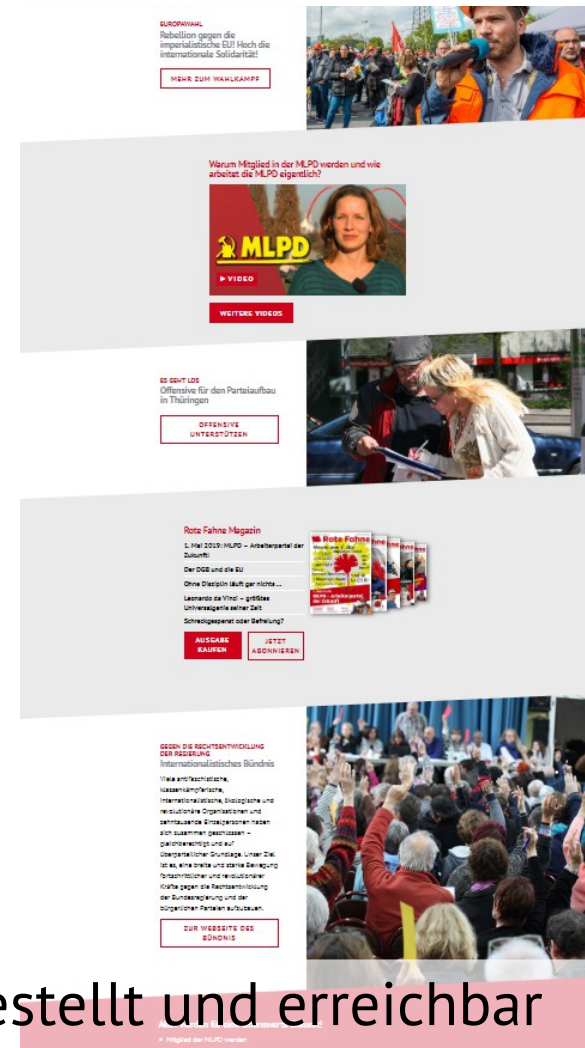 EUROPAWAHL
Rebellion gegen die
imperialistische EU! Hoch die
internationale Solidarität!
MEHR ZUM WAHLKAMPF
Warum Mitglied in der MLPD werden und wie
arbeitet die MLPD eigentlich?
MLPD
VIDEO
WEITERE VIDEOS
ES GEHT LOS
Offensive für den Parteiaufbau
in Thüringen
OFFENSIVE
UNTERSTÜTZEN
Rote Fahne Magazin
1. Mai 2019: MLPD – Arbeiterpartei der
Zukunft!
Der DGB und die EU
Ohne Disziplin läuft gar nichts ...
Leonardo da Vinci – größtes
Universalgenie seiner Zeit
Schreckgespenst oder Befreiung?
AUSGABE
KAUFEN
JETZT
ABONNIEREN
Rote Fahne
GEGEN DIE RECHTSENTWICKLUNG
DER REGIERUNG
Internationalistisches Bündnis
Viele antifaschistische,
klassenkämpferische,
internationalistische, ökologische und
revolutionäre Organisationen und
zehntausende Einzelpersonen haben
sich zusammen geschlossen –
gleichberechtigt und auf
überparteilicher Grundlage. Unser Ziel
ist es, eine breite und starke Bewegung
fortschrittlicher und revolutionärer
Kräfte gegen die Rechtsentwicklung
der Bundesregierung und der
bürgerlichen Parteien aufzubauen.
ZUR WEBSEITE DES
BÜNDNIS
estellt und erreichbar
Mitglied der MLPD werden